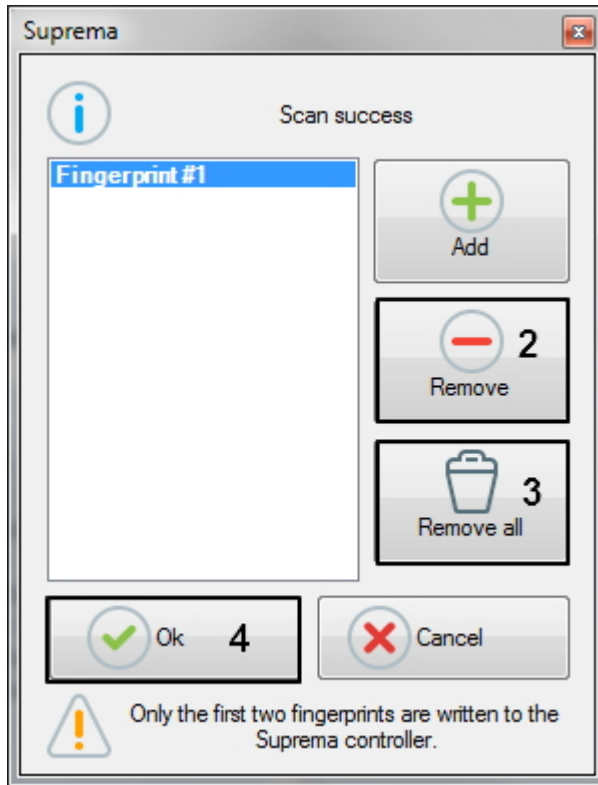 Suprema
Scan success
Fingerprint #1
Add
2
Remove
3
Remove all
Ok 4
Cancel
Only the first two fingerprints are written to the
Suprema controller.